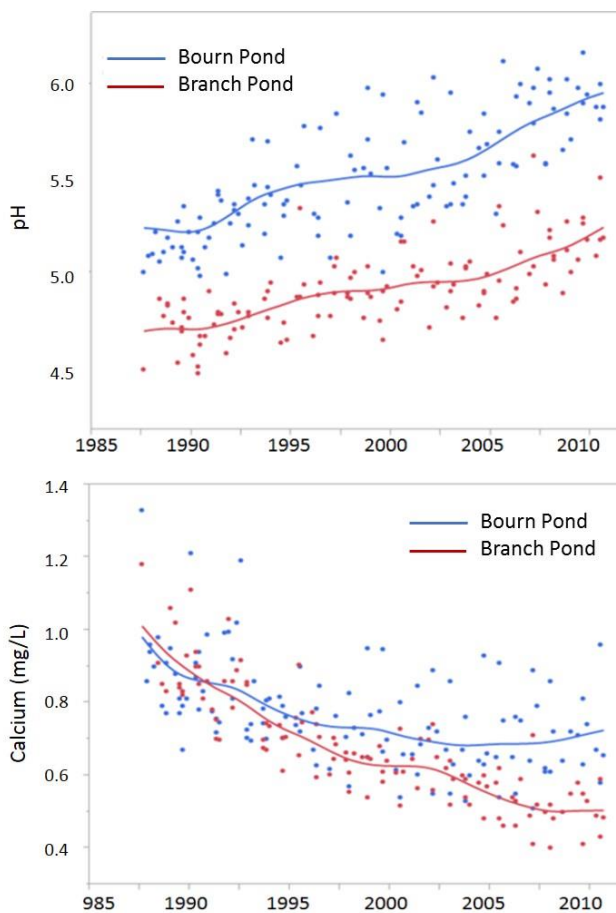 Bourn Pond
Branch Pond
6.0
5.5
5.0
4.5
pH
1985 1990 1995 2000 2005 2010
1.4
1.2
1.0
0.8
0.6
0.4
Calcium (mg/L)
Bourn Pond
Branch Pond
985 1990 1995 2000 2005 2010